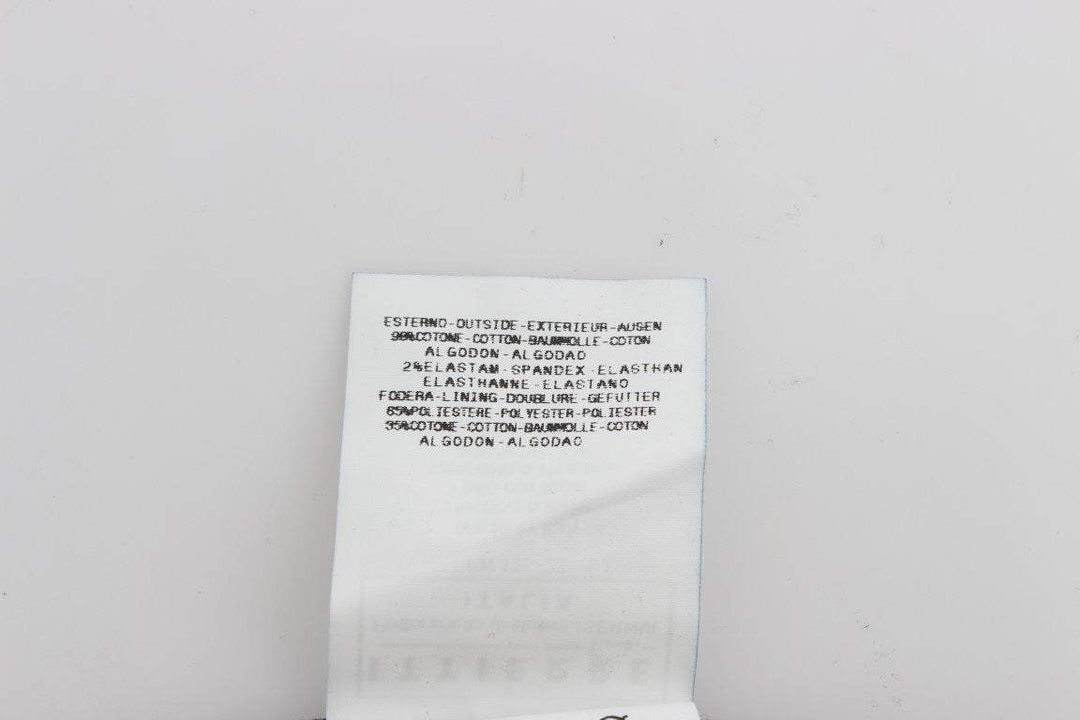 ESTERNO-OUTSIDE-EXTERIEUR-AUSEN
98%COTONE-COTTON-BAUMWOLLE-COTON
ALGODON-ALGODAO
2%ELASTAM-SPANDEX-ELASTHAN
ELASTHANNE-ELASTANO
FODERA-LINING-DOUBLURE-GEFUTTER
65%POLIESTERE-POLYESTER-POLIESTER
35%COTONE-COTTON-BAUMWOLLE-COTON
ALGODON-ALGODAO
ITALIA